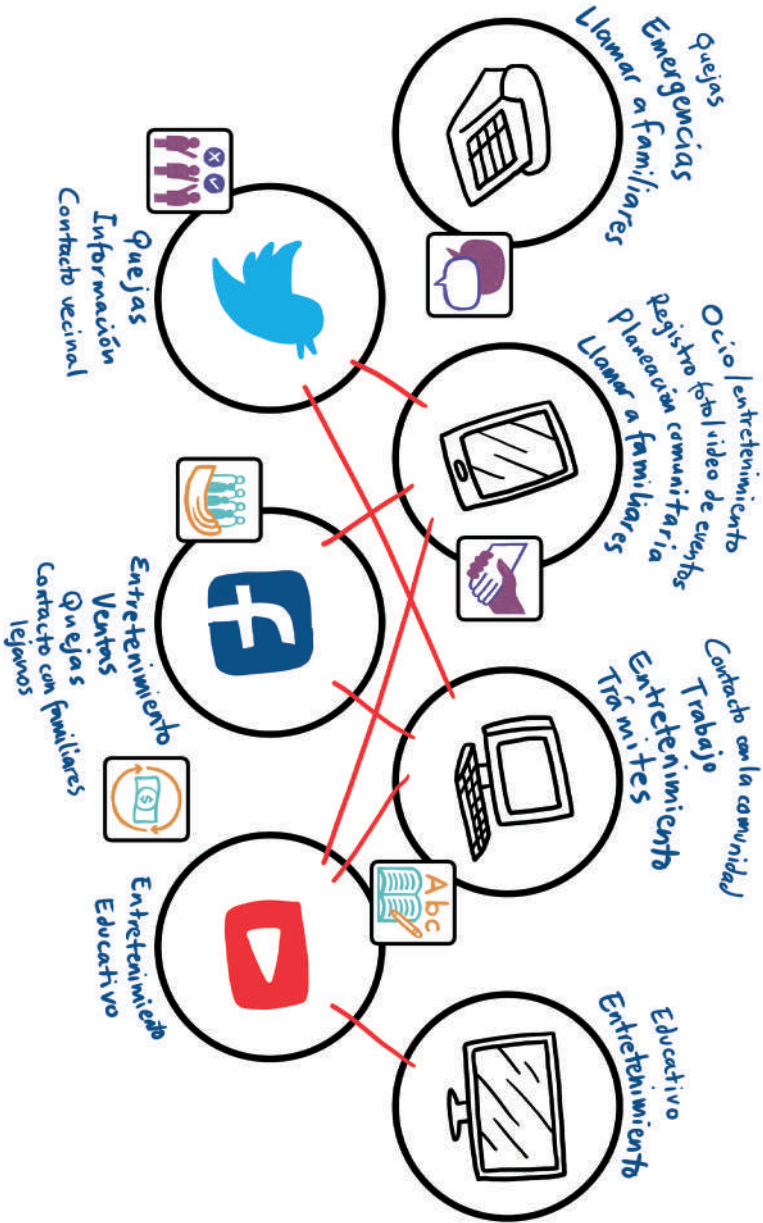 Quejas
Emergencias
Llamar a familiares
Ocio/entretenimiento
Registro foto/video de eventos
Planeación comunitaria
Llamar a familiares
Contacto con la comunidad
Trabajo
Entretenimiento
Trámites
Educativo
Entretenimiento
Abc
Quejas
Información
Contacto vecinal
Entretenimiento
Ventas
Quejas
Contacto con familiares
lejanos
$
Entretenimiento
Educativo